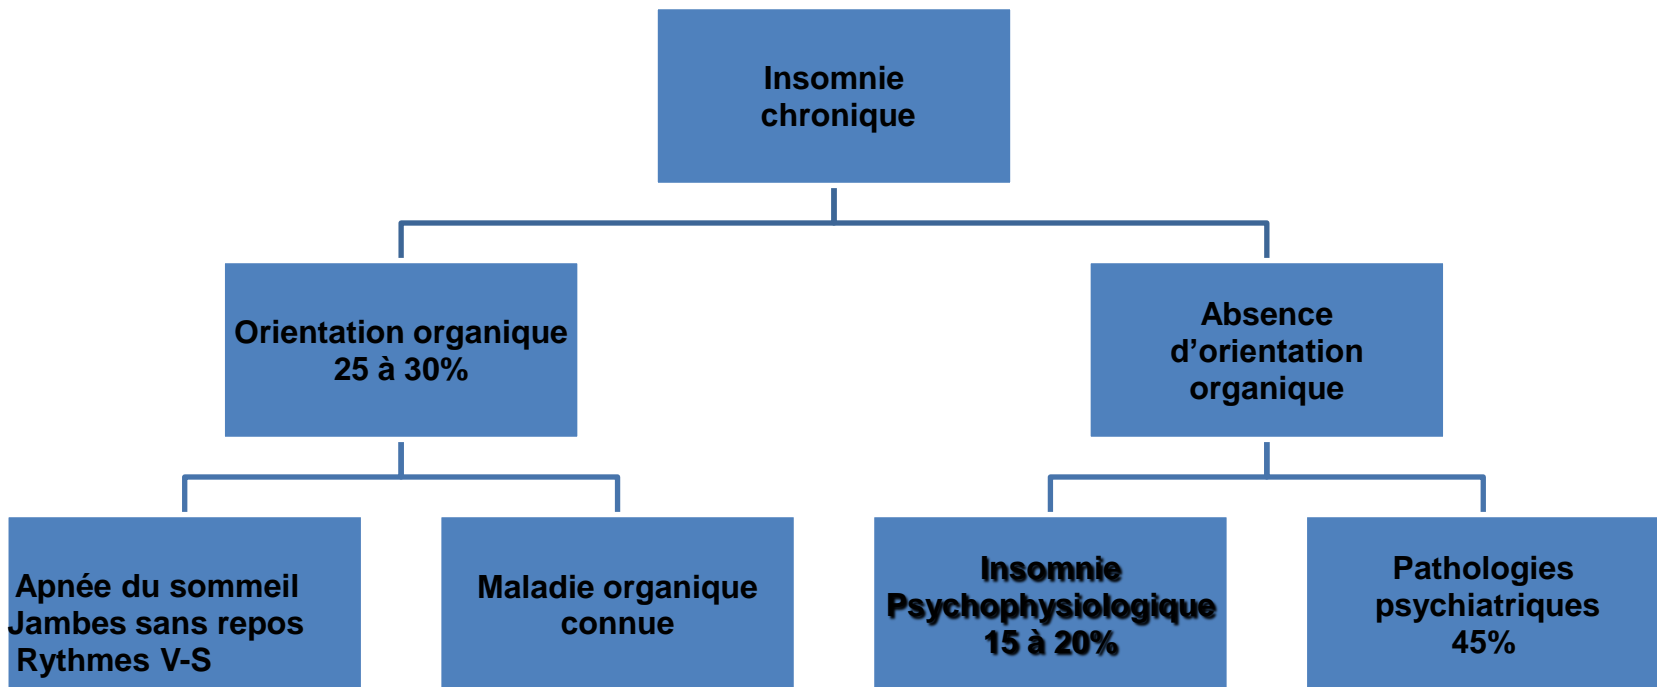 Insomnie
chronique
Orientation organique
25 à 30%
Absence
d’orientation
organique
Apnée du sommeil
Jambes sans repos
Rythmes V-S
Maladie organique
connue
Insomnie
Psychophysiologique
15 à 20%
Pathologies
psychiatriques
45%